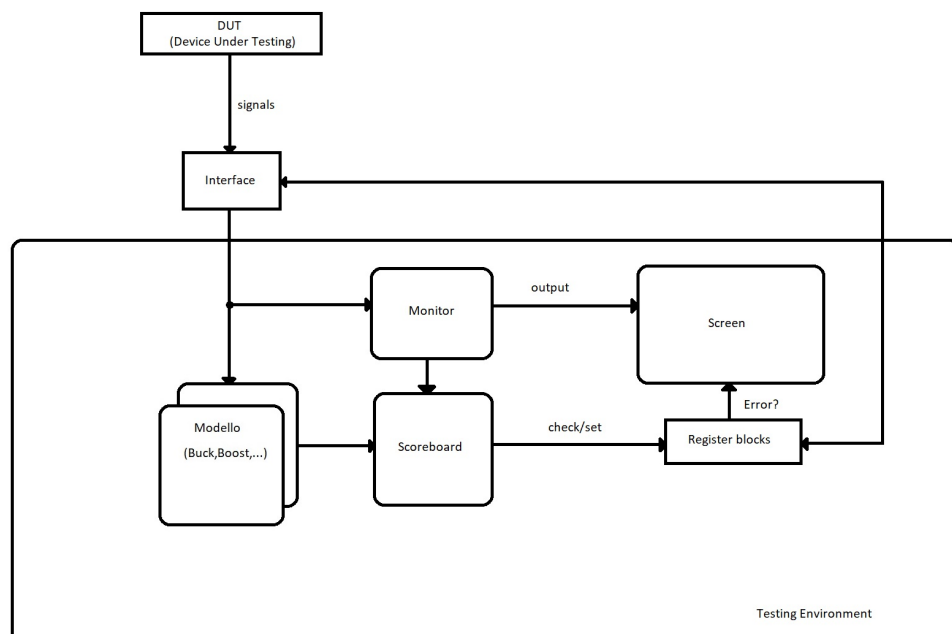 DUT
(Device Under Testing)
signals
Interface
Monitor
output
Screen
Error?
Modello
(Buck,Boost,...)
Scoreboard
check/set
Register blocks
Testing Environment